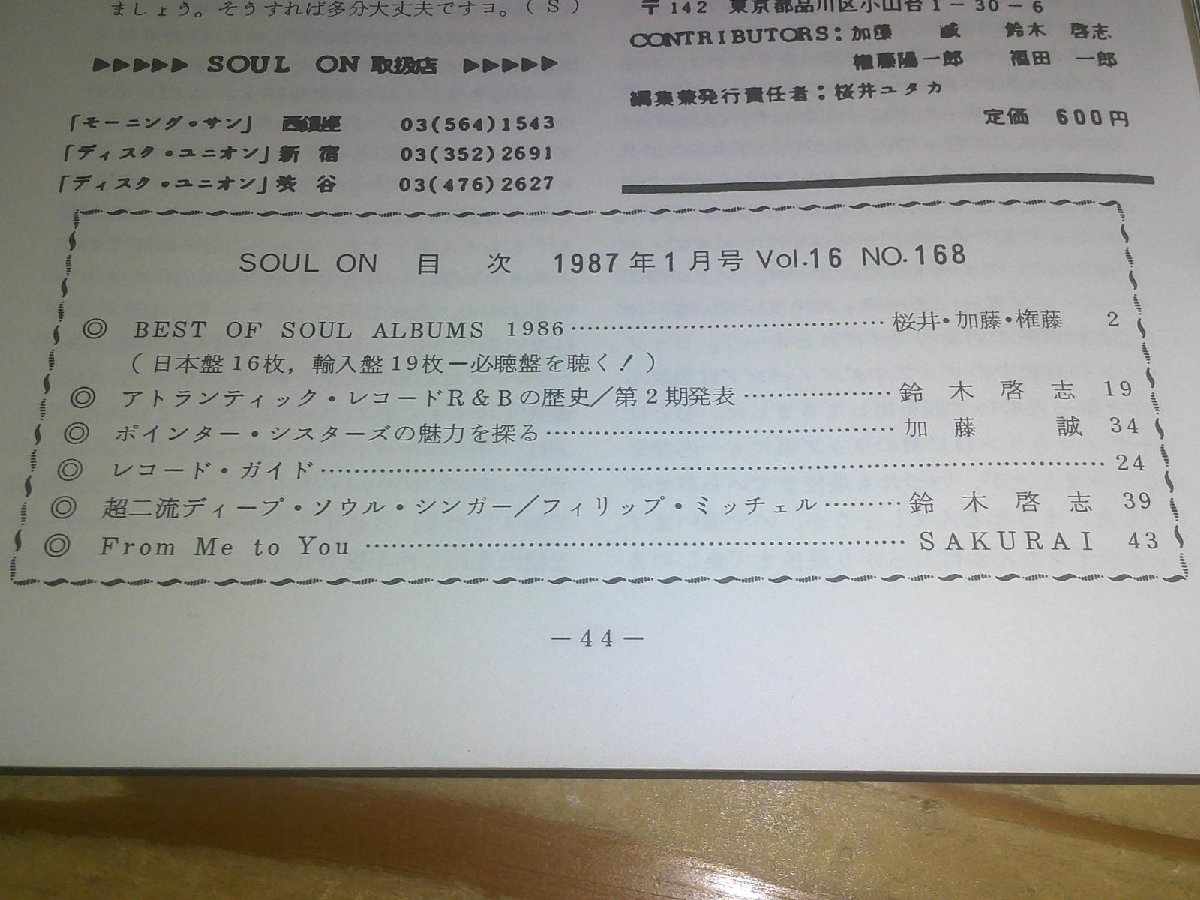 ましょう。そうすれば多分大丈夫ですヨ。(S)
▶▶▶▶▶ SOUL ON 取扱店 ▶▶▶▶▶
「モーニング・サン」 西銀座 03(564)1543
「ディスク・ユニオン」新宿 03(352)2691
「ディスク・ユニオン」渋谷 03(476)2627
〒142 東京都品川区小山台1-30-6
CONTRIBUTORS: 加藤 誠 鈴木 啓志
権藤陽一郎 福田 一郎
編集兼発行責任者:桜井ユタカ
定価 600円
SOUL ON 目 次 1987年1月号 Vol.16 NO.168
◎ BEST OF SOUL ALBUMS 1986 …… 桜井・加藤・権藤 2
(日本盤16枚,輸入盤19枚ー必聴盤を聴く!)
◎ アトランティック・レコードR&Bの歴史/第2期発表 …… 鈴木啓志 19
◎ ポインター・シスターズの魅力を探る …… 加藤 誠 34
◎ レコード・ガイド …… 24
◎ 超二流ディープ・ソウル・シンガー/フィリップ・ミッチェル …… 鈴木啓志 39
◎ From Me to You …… SAKURAI 43
―44―